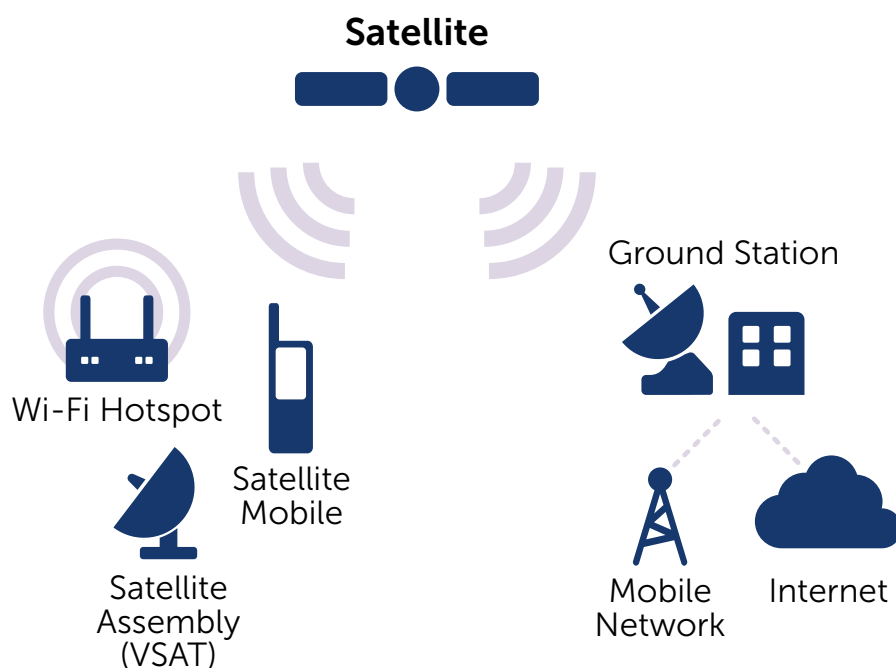 Satellite
Ground Station
Wi-Fi Hotspot
Satellite
Mobile
Satellite
Assembly
(VSAT)
Mobile
Network
Internet